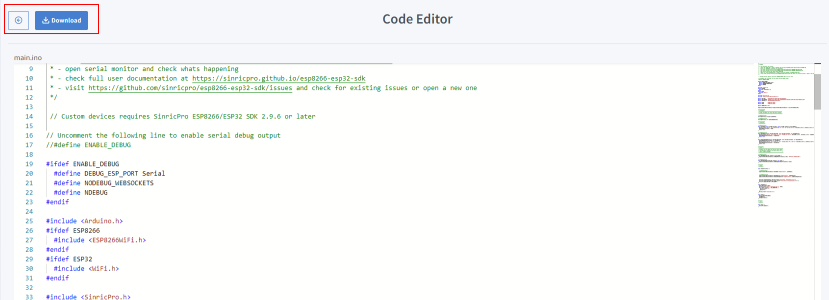 Download
Code Editor
main.ino
9 * - open serial monitor and check whats happening
10 * - check full user documentation at https://sinricpro.github.io/esp8266-esp32-sdk
11 * - visit https://github.com/sinricpro/esp8266-esp32-sdk/issues and check for existing issues or open a new one
12 */
13
14 // Custom devices requires SinricPro ESP8266/ESP32 SDK 2.9.6 or later
15
16 // Uncomment the following line to enable serial debug output
17 //#define ENABLE_DEBUG
18
19 #ifdef ENABLE_DEBUG
20 #define DEBUG_ESP_PORT Serial
21 #define NODEBUG_WEBSOCKETS
22 #define NDEBUG
23 #endif
24
25 #include <Arduino.h>
26 #ifdef ESP8266
27 #include <ESP8266WiFi.h>
28 #endif
29 #ifdef ESP32
30 #include <WiFi.h>
31 #endif
32
33 #include <SinricPro.h>